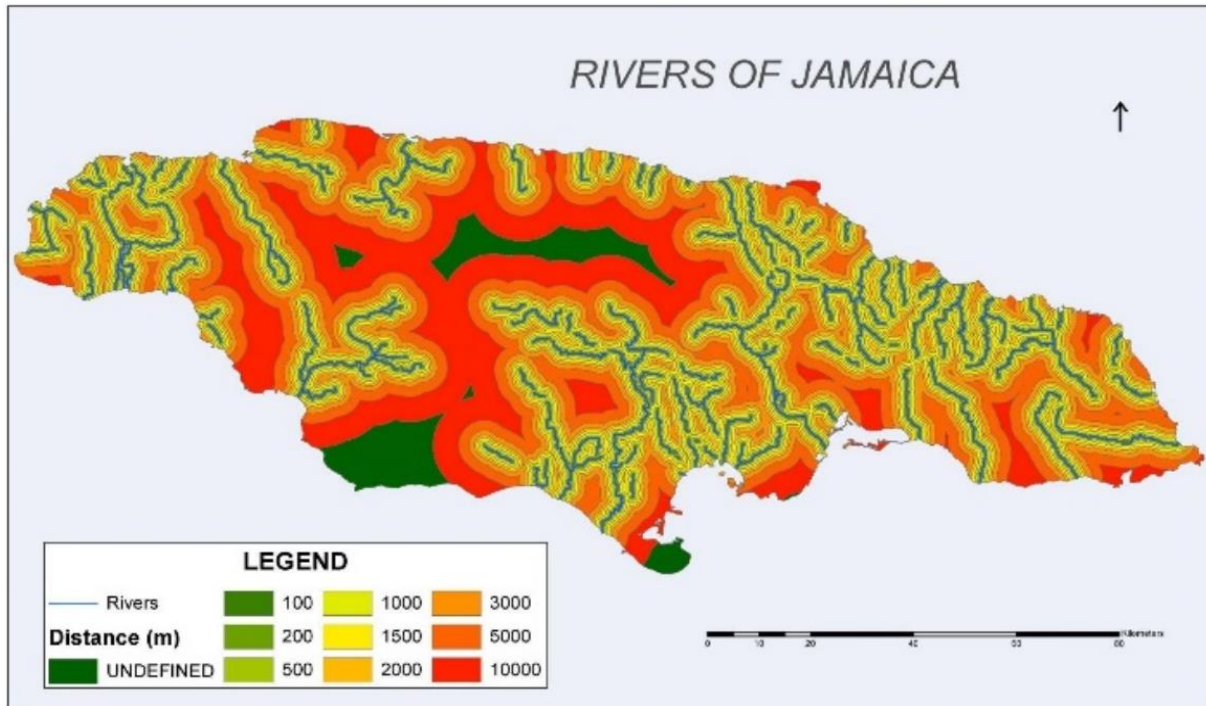 RIVERS OF JAMAICA
LEGEND
Rivers 100 1000 3000
Distance (m) 200 1500 5000
UNDEFINED 500 2000 10000
Kilometers
0 10 20 40 60 80